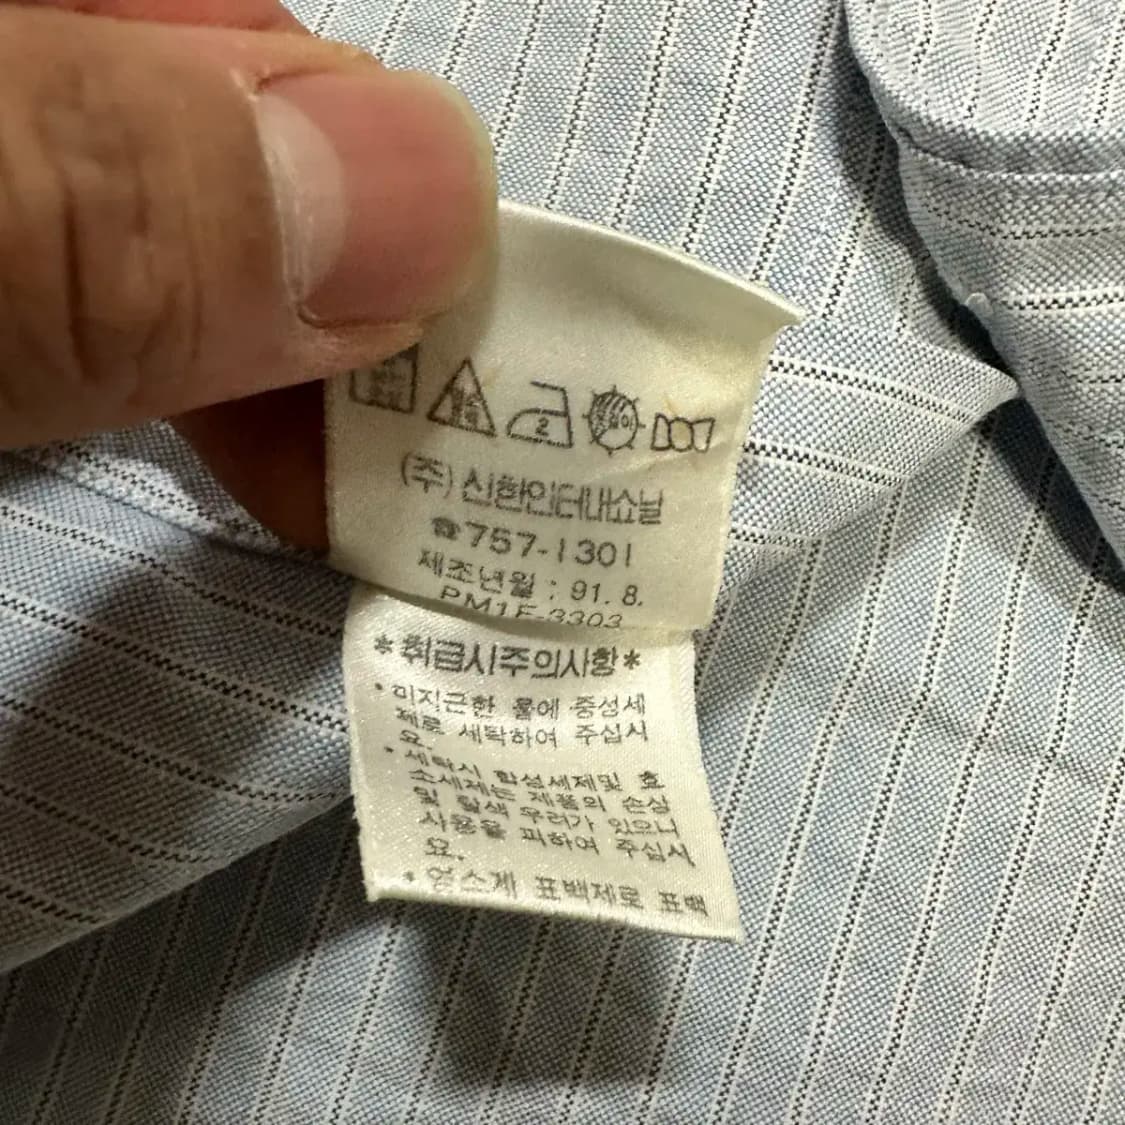 2
(주)신한인터내쇼날
☎757-1301
제조년월 : 91. 8.
PM1F-3303
*취급시주의사항*
• 미지근한 물에 중성세
제로 세탁하여 주십시
요.
• 세탁시 합성세제및 효
소세제는 제품의 손상
및 탈색 우려가 있으니
사용을 피하여 주십시
요.
• 염소계 표백제로 표백